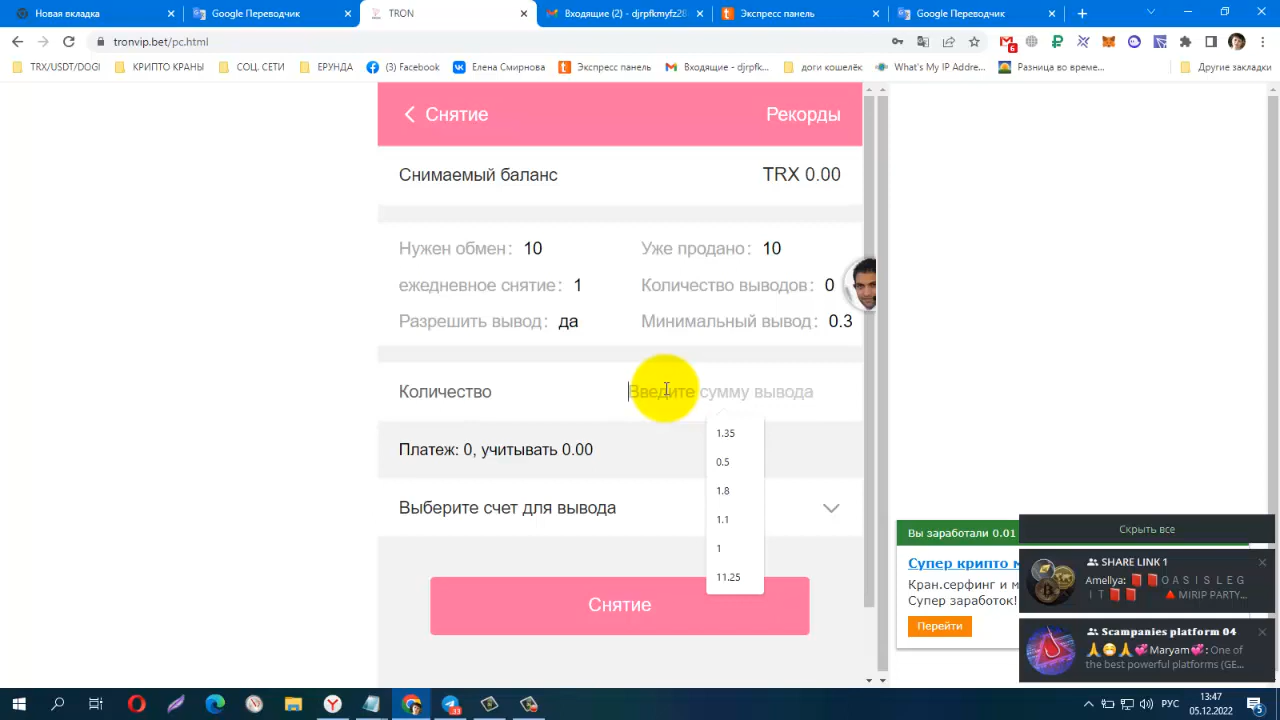 Новая вкладка
Google Переводчик
TRON
Входящие (2) - djrpfkmyfz28
Экспресс панель
Google Переводчик
tronvip.bet/pc.html
6
TRX/USDT/DOGI
КРИПТО КРАНЫ
СОЦ. СЕТИ
ЕРУНДА
(3) Facebook
Елена Смирнова
Экспресс панель
Входящие - djrpfk...
доги кошелёк
What's My IP Addre...
Разница во време...
Другие закладки
Снятие
Рекорды
Снимаемый баланс
TRX 0.00
Нужен обмен: 10
Уже продано: 10
ежедневное снятие: 1
Количество выводов: 0
Разрешить вывод: да
Минимальный вывод: 0.3
Количество
Введите сумму вывода
1.35
0.5
1.8
1.1
1
11.25
Платеж: 0, учитывать 0.00
Выберите счет для вывода
Снятие
Вы заработали 0.01
Супер крипто
Кран.серфинг и м
Супер заработок!
Перейти
Скрыть все
SHARE LINK 1
Amellya: O A S I S L E G
I T MIRIP PARTY...
Scampanies platform 04
Maryam: One of
the best powerful platforms (GE...
РУС
13:47
05.12.2022
5